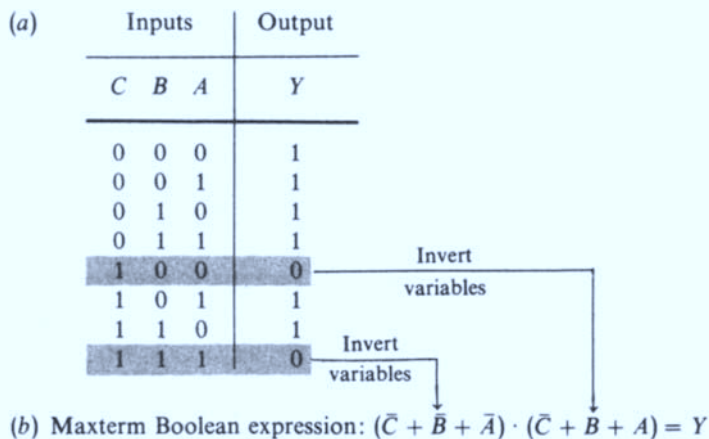 (a) Inputs Output
C B A Y
0 0 0 1
0 0 1 1
0 1 0 1
0 1 1 1
1 0 0 0
1 0 1 1
1 1 0 1
1 1 1 0
Invert
variables
Invert
variables
(b) Maxterm Boolean expression: (C̄ + B̄ + Ā) · (C̄ + B + A) = Y